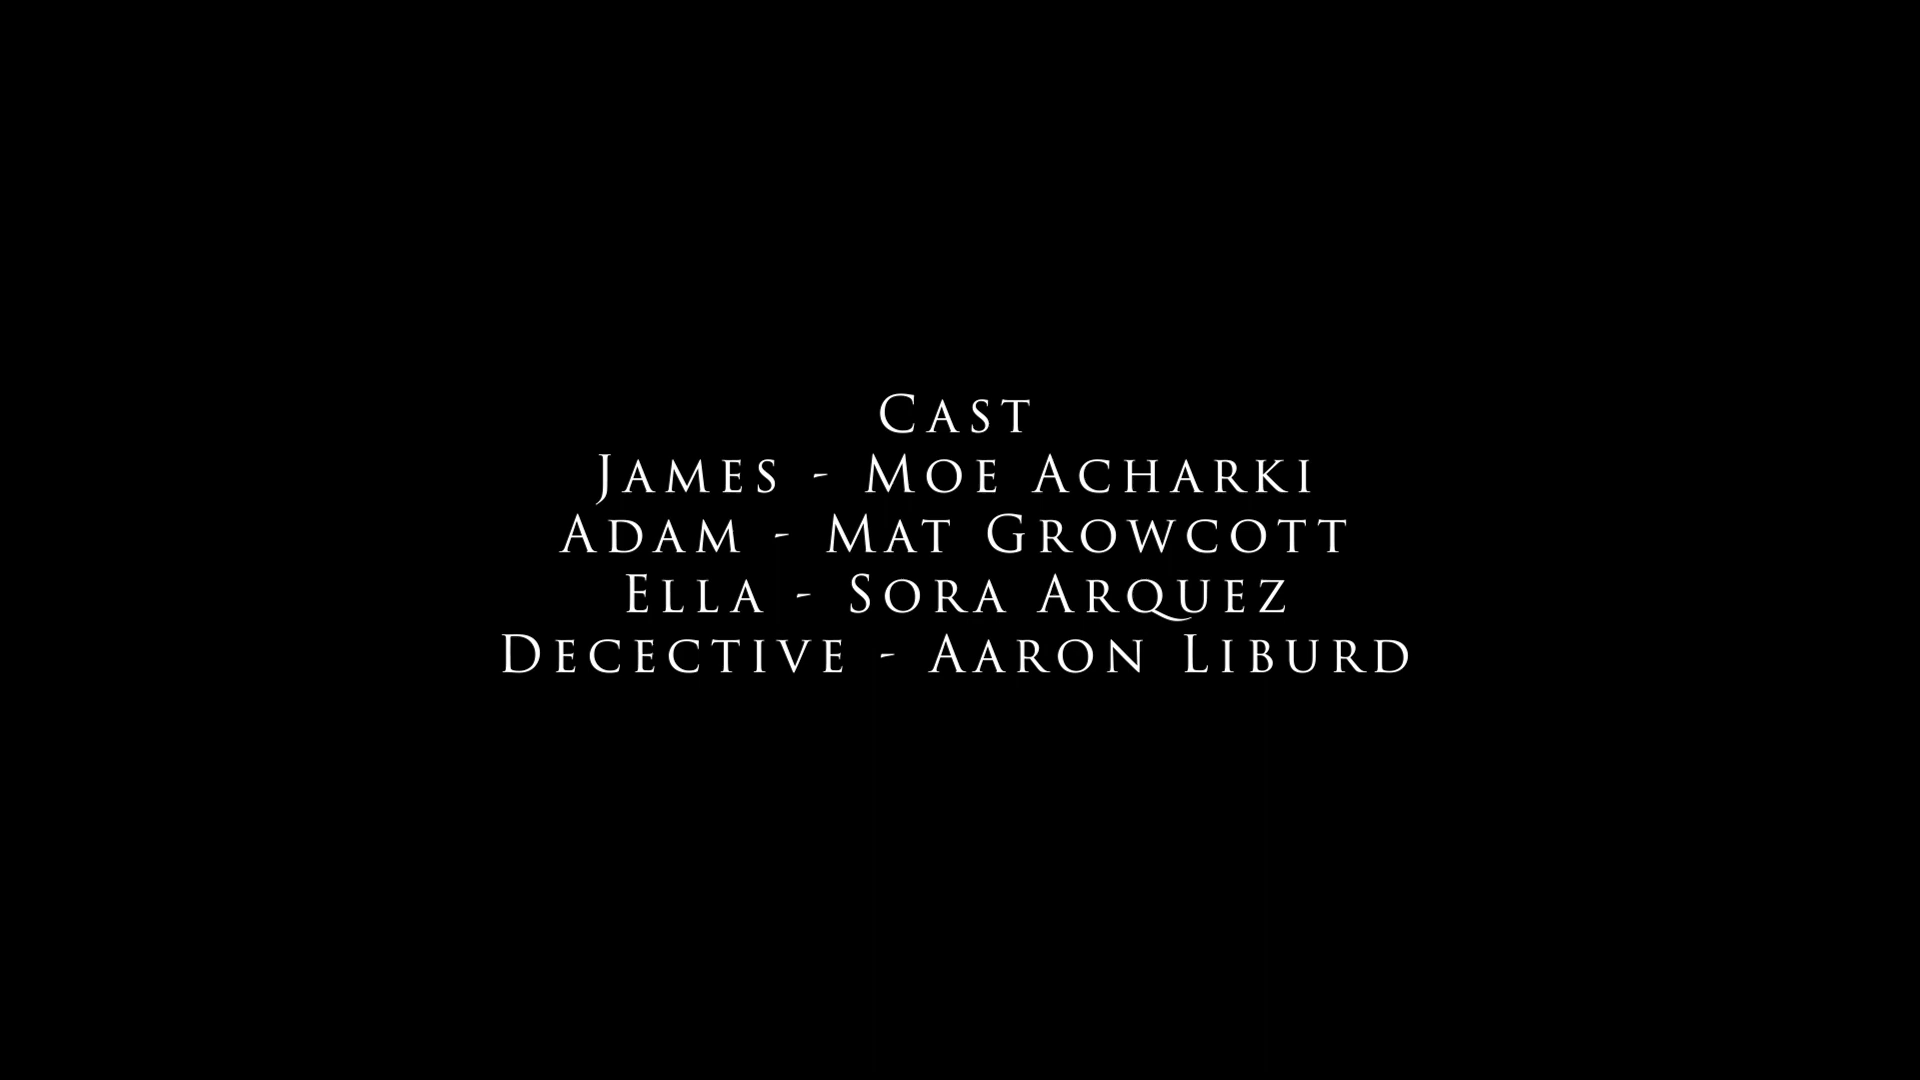 Cast
James - Moe Acharki
Adam - Mat Growcott
Ella - Sora Arquez
Decective - Aaron Liburd